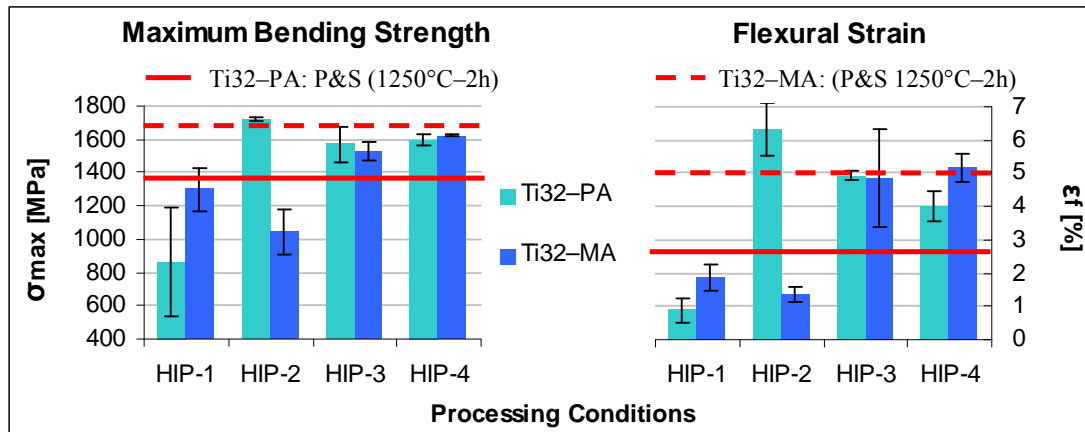 Maximum Bending Strength
Flexural Strain
Ti32–PA: P&S (1250°C–2h)
Ti32–MA: (P&S 1250°C–2h)
σmax [MPa]
1800
1600
1400
1200
1000
800
600
400
HIP-1 HIP-2 HIP-3 HIP-4
Ti32–PA
Ti32–MA
7
6
5
4
3
2
1
0
εf [%]
HIP-1 HIP-2 HIP-3 HIP-4
Processing Conditions